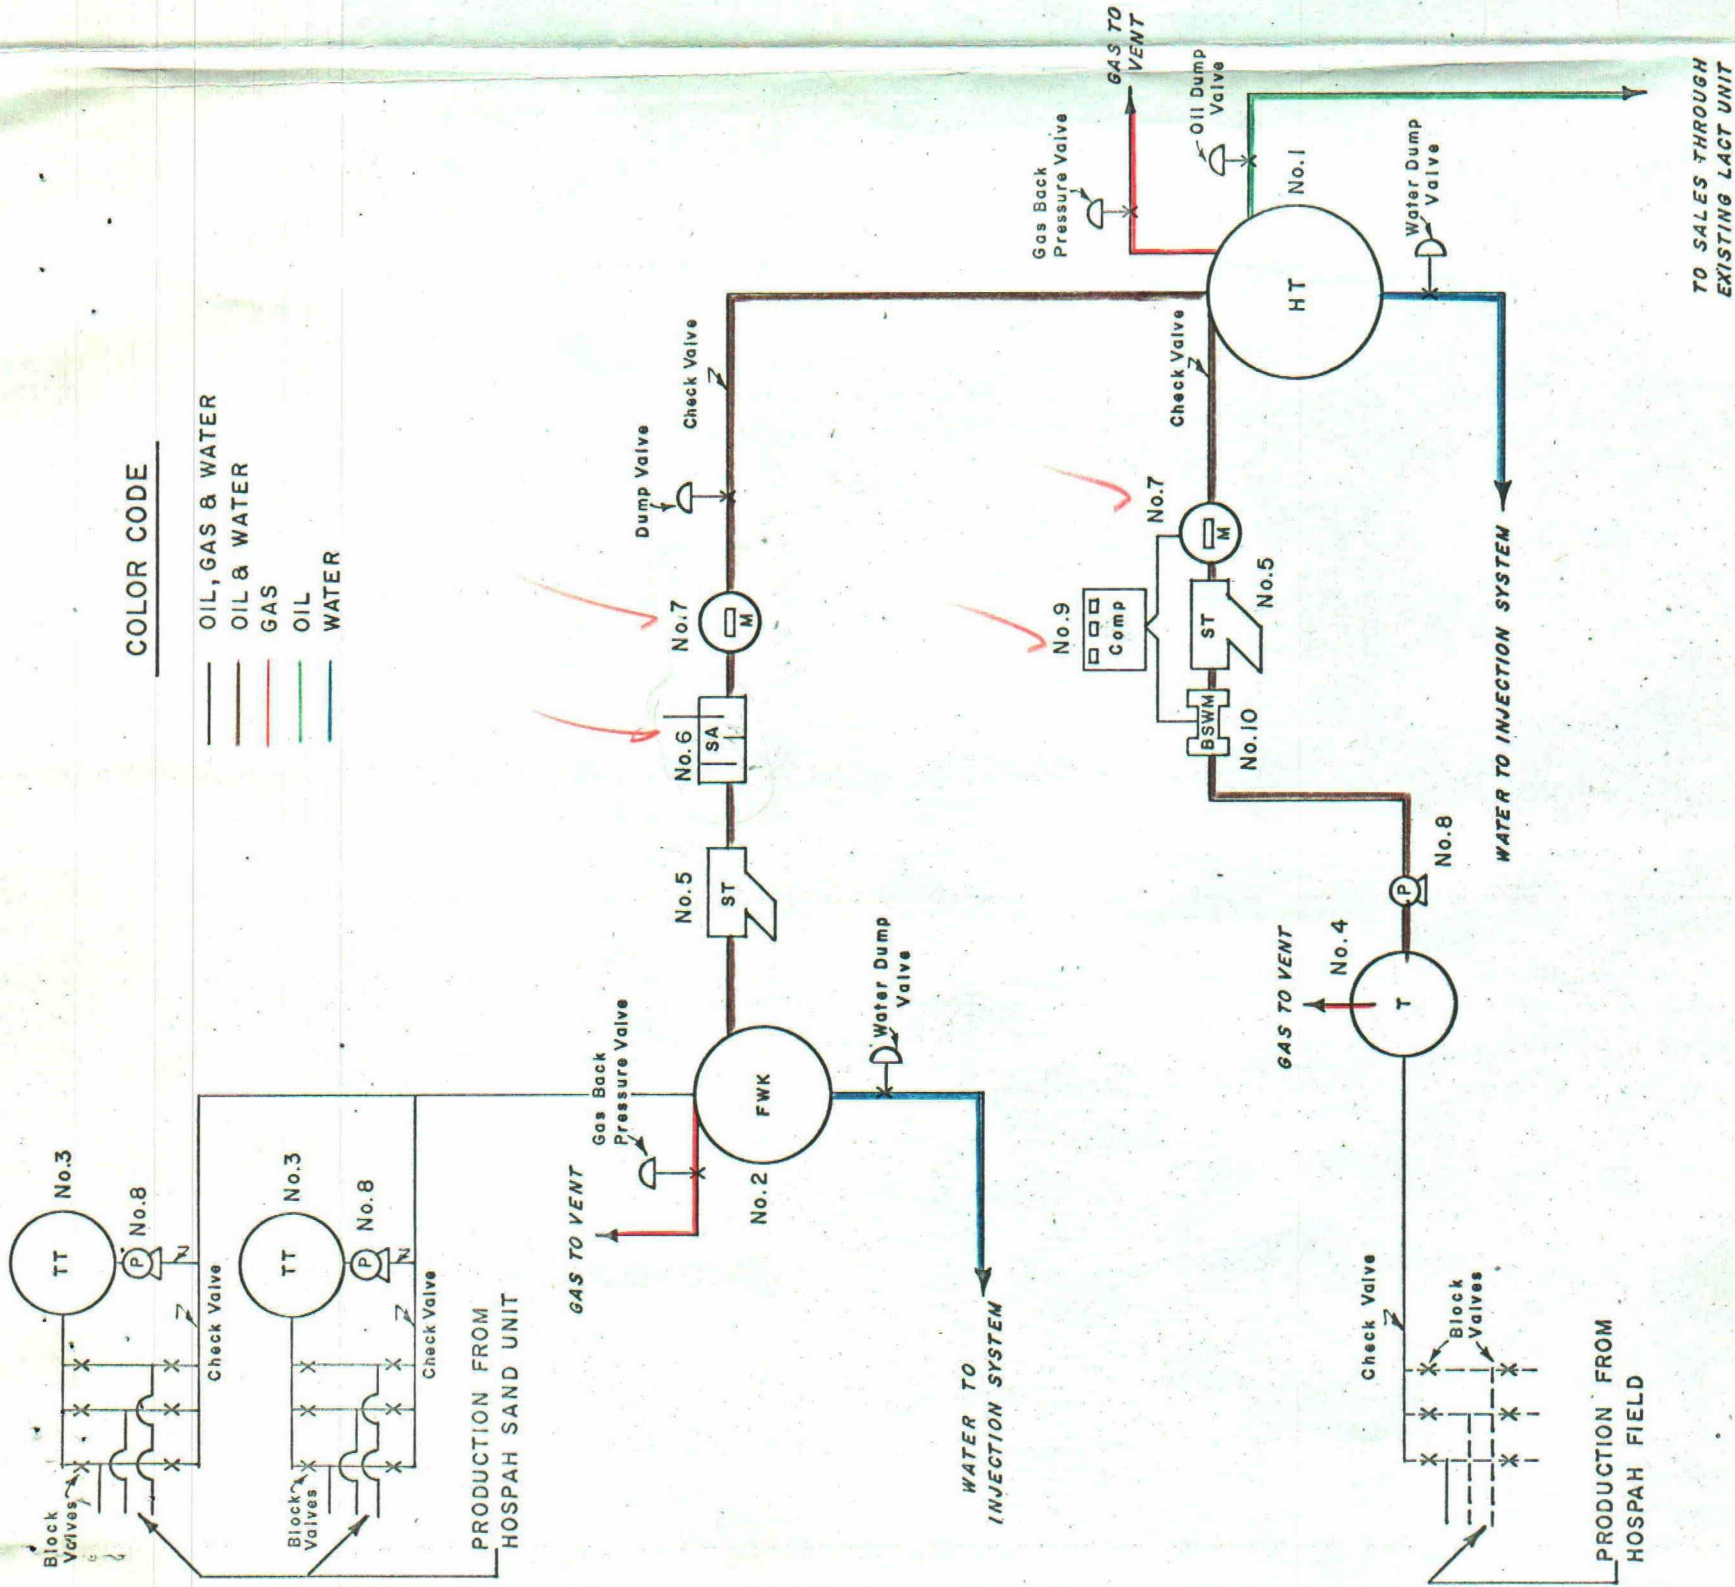 COLOR CODE
OIL, GAS & WATER
OIL & WATER
GAS
OIL
WATER
TT
No.3
P
No.8
Check Valve
Block
Valves
TT
No.3
P
No.8
Check Valve
Block
Valves
PRODUCTION FROM
HOSPAH SAND UNIT
GAS TO VENT
Gas Back
Pressure Valve
FWK
No.2
Water Dump
Valve
WATER TO
INJECTION SYSTEM
No.5
ST
No.6
SA
No.7
M
Dump Valve
Check Valve
Gas Back
Pressure Valve
GAS TO
VENT
Oil Dump
Valve
No.1
HT
Water Dump
Valve
TO SALES THROUGH
EXISTING LACT UNIT
WATER TO INJECTION SYSTEM
Check Valve
No.7
M
No.9
Comp
ST
No.5
BSWM
No.10
P
No.8
GAS TO VENT
No.4
T
Check Valve
Block
Valves
PRODUCTION FROM
HOSPAH FIELD